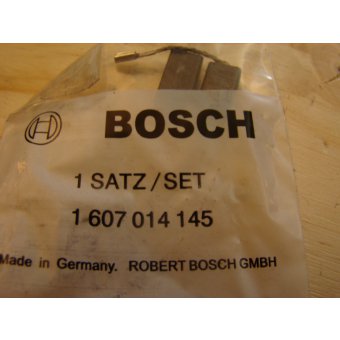 BOSCH
1 SATZ/SET
1 607 014 145
Made in Germany. ROBERT BOSCH GMBH